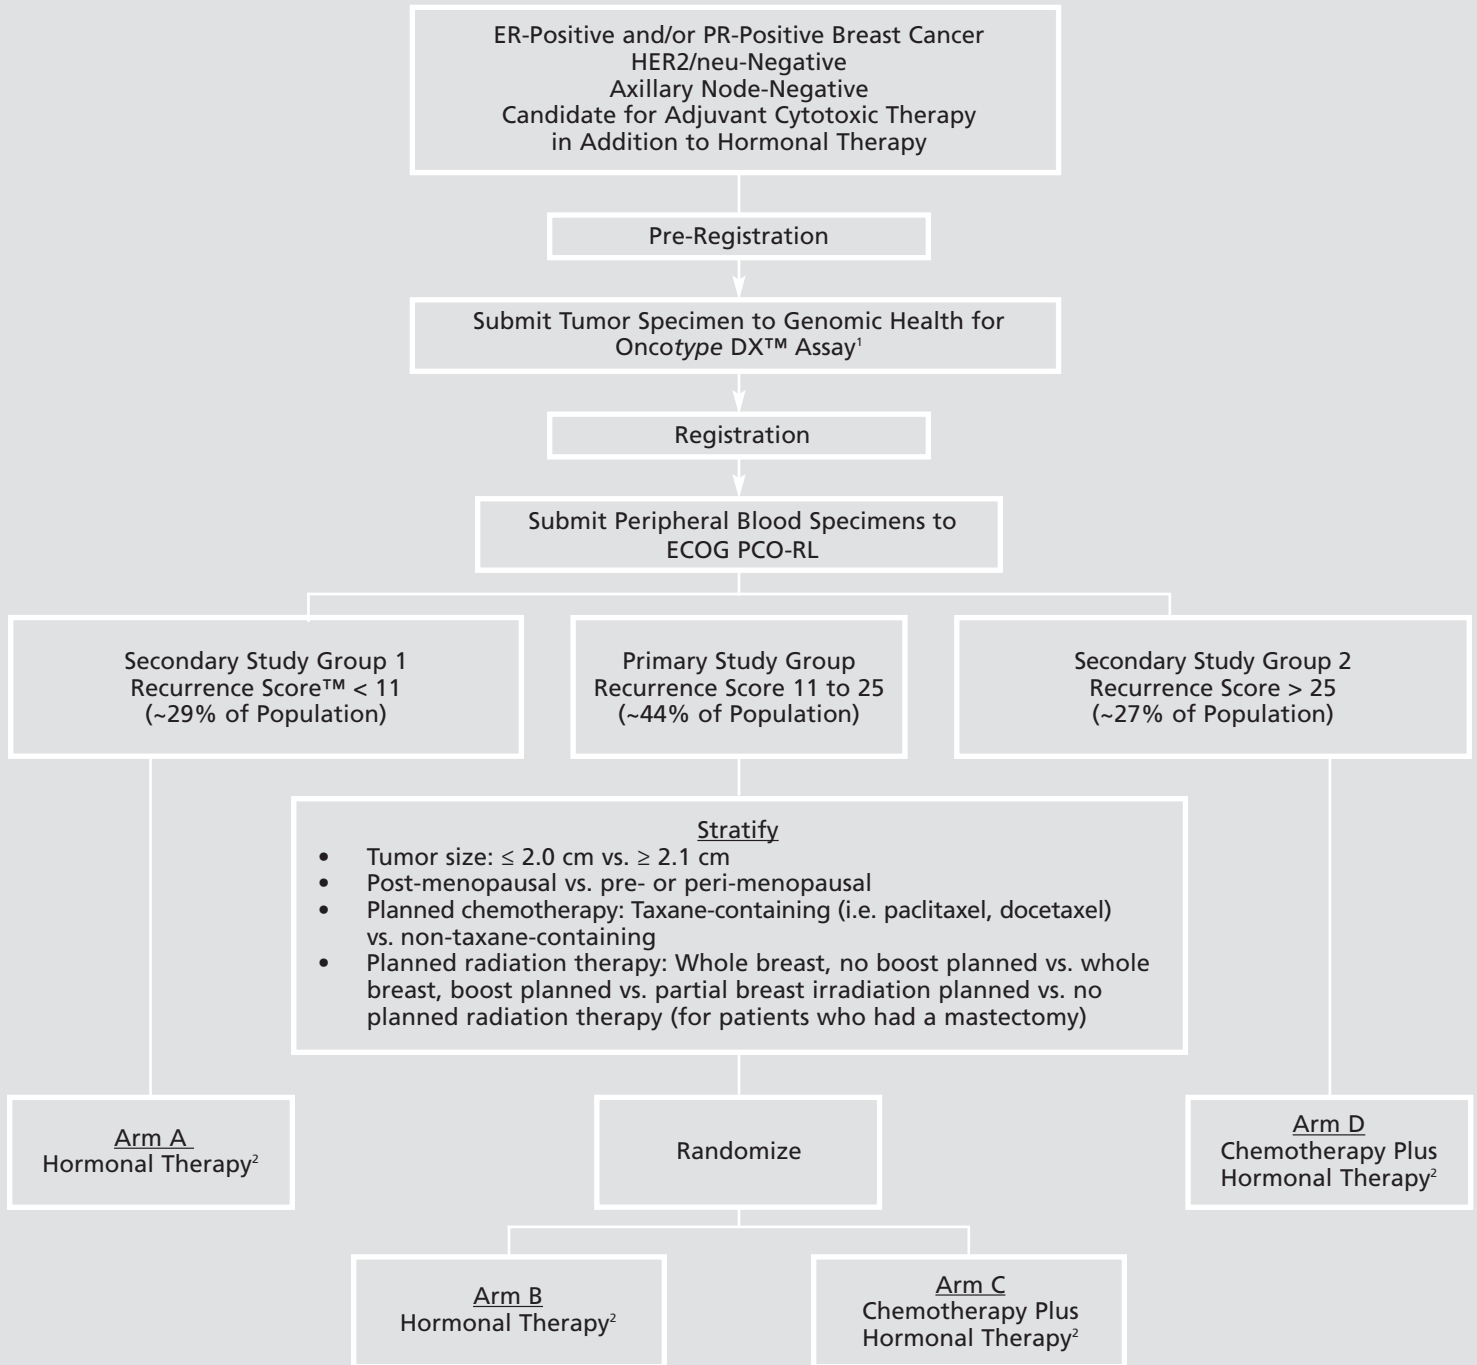 ER-Positive and/or PR-Positive Breast Cancer
HER2/neu-Negative
Axillary Node-Negative
Candidate for Adjuvant Cytotoxic Therapy
in Addition to Hormonal Therapy
Pre-Registration
Submit Tumor Specimen to Genomic Health for
Oncotype DX™ Assay¹
Registration
Submit Peripheral Blood Specimens to
ECOG PCO-RL
Secondary Study Group 1
Recurrence Score™ < 11
(~29% of Population)
Primary Study Group
Recurrence Score 11 to 25
(~44% of Population)
Secondary Study Group 2
Recurrence Score > 25
(~27% of Population)
Stratify
• Tumor size: ≤ 2.0 cm vs. ≥ 2.1 cm
• Post-menopausal vs. pre- or peri-menopausal
• Planned chemotherapy: Taxane-containing (i.e. paclitaxel, docetaxel)
vs. non-taxane-containing
• Planned radiation therapy: Whole breast, no boost planned vs. whole
breast, boost planned vs. partial breast irradiation planned vs. no
planned radiation therapy (for patients who had a mastectomy)
Arm A
Hormonal Therapy²
Randomize
Arm D
Chemotherapy Plus
Hormonal Therapy²
Arm B
Hormonal Therapy²
Arm C
Chemotherapy Plus
Hormonal Therapy²